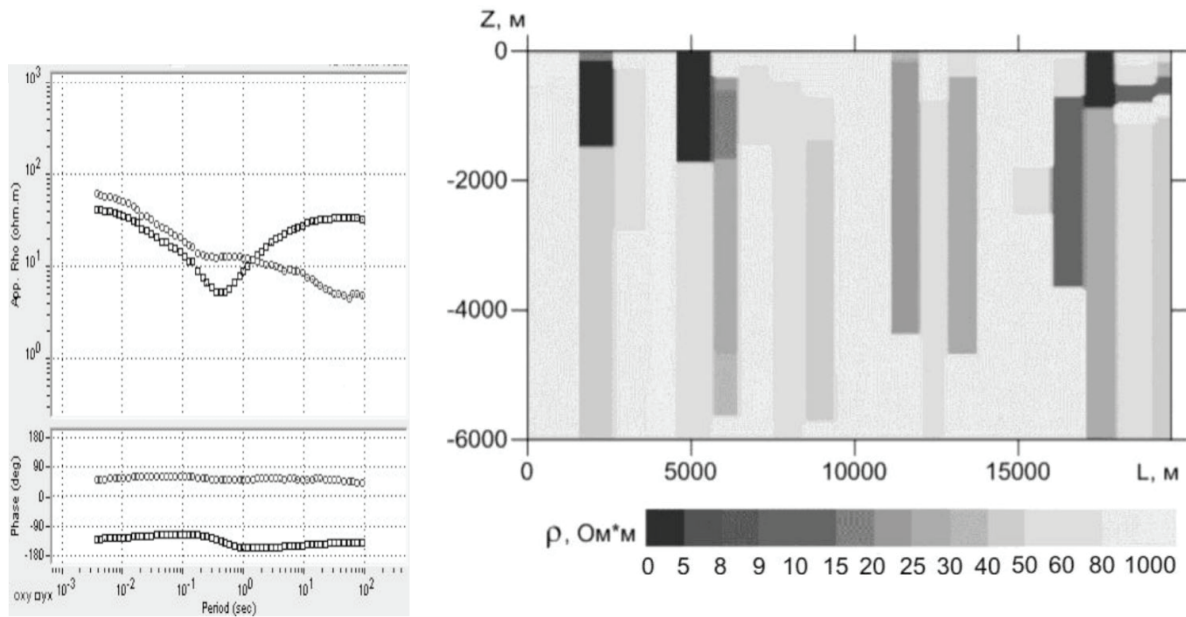 10³
10²
10¹
10⁰
App. Rho (ohm.m)
180
90
0
-90
-180
Phase (deg)
10⁻³ 10⁻² 10⁻¹ 10⁰ 10¹ 10² 
oxy □yx
Period (sec)
Z, м
0
-2000
-4000
-6000
0 5000 10000 15000 L, м
ρ, Ом*м
0 5 8 9 10 15 20 25 30 40 50 60 80 1000